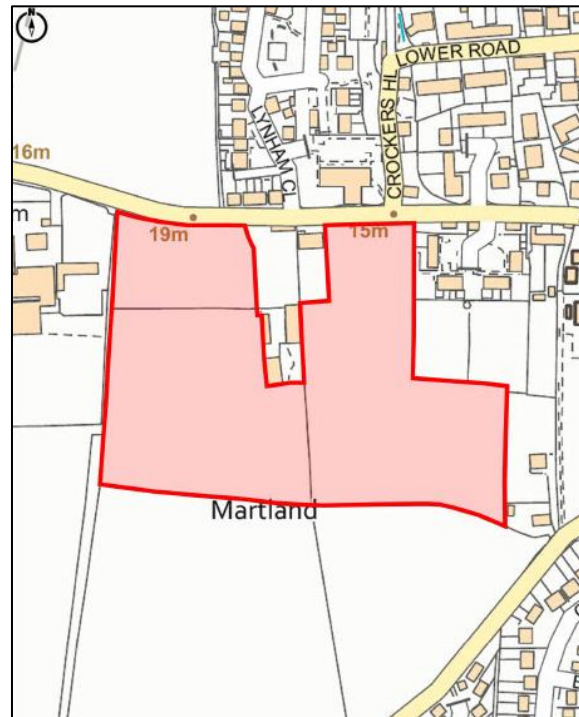 N
LOWER ROAD
CROCKERS HL
LYNHAM C
16m
m
19m
15m
Martland